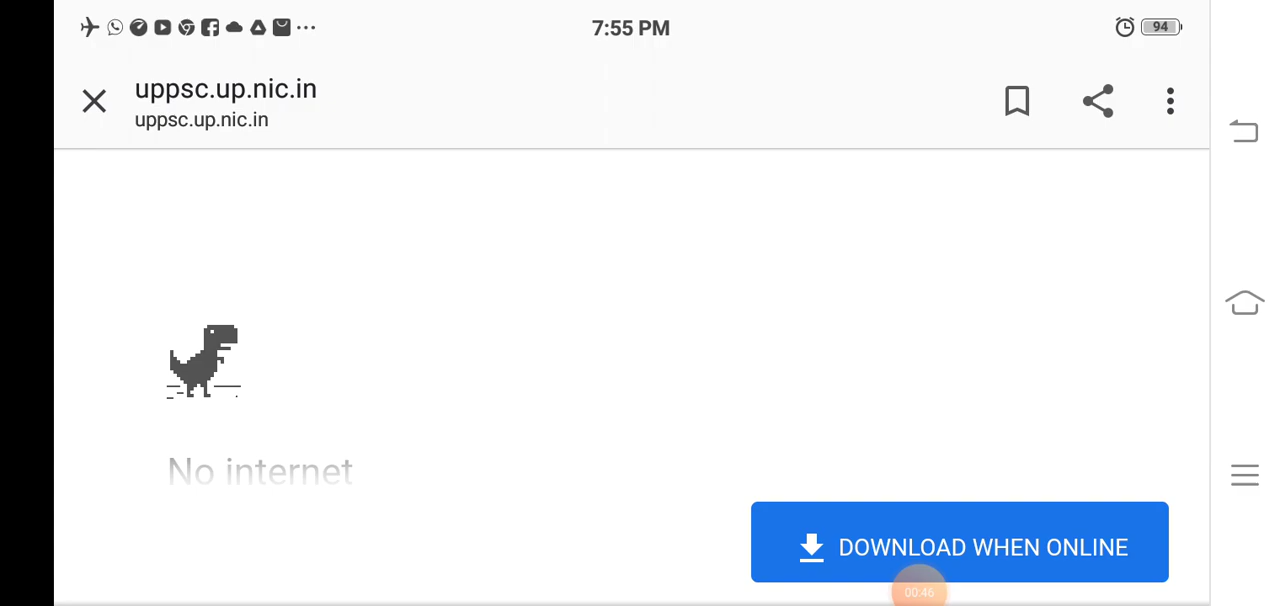 7:55 PM
94
uppsc.up.nic.in
uppsc.up.nic.in
No internet
DOWNLOAD WHEN ONLINE
00:46